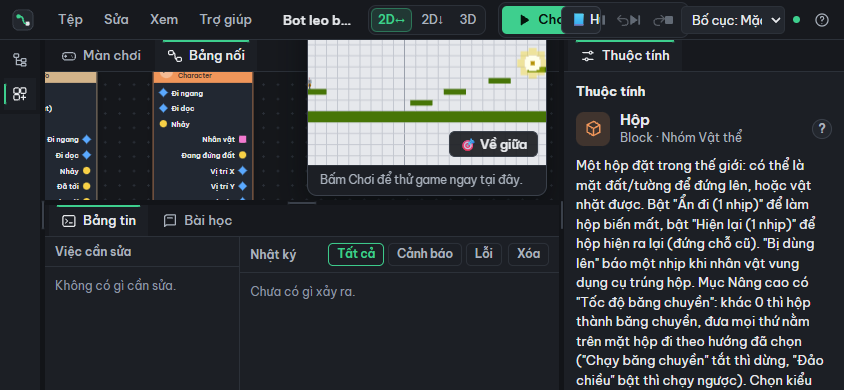 Tệp Sửa Xem Trợ giúp Bot leo b... 2D↔ 2D↓ 3D Bố cục: Mặc
Màn chơi Bảng nối Thuộc tính
Character
Đi ngang
Đi dọc
Nhảy
Nhân vật
Đang đứng đất
Vị trí X
Vị trí Y
Đi ngang
Đi dọc
Nhảy
Đã tới
Về giữa
Bấm Chơi để thử game ngay tại đây.
Bảng tin Bài học
Việc cần sửa
Không có gì cần sửa.
Nhật ký Tất cả Cảnh báo Lỗi Xóa
Chưa có gì xảy ra.
Thuộc tính
Hộp
Block · Nhóm Vật thể
?
Một hộp đặt trong thế giới: có thể là
mặt đất/tường để đứng lên, hoặc vật
nhặt được. Bật "Ẩn đi (1 nhịp)" để làm
hộp biến mất, bật "Hiện lại (1 nhịp)" để
hộp hiện ra lại (đứng chỗ cũ). "Bị dùng
lên" báo một nhịp khi nhân vật vung
dụng cụ trúng hộp. Mục Nâng cao có
"Tốc độ băng chuyền": khác 0 thì hộp
thành băng chuyền, đưa mọi thứ nằm
trên mặt hộp đi theo hướng đã chọn
("Chạy băng chuyền" tắt thì dừng, "Đảo
chiều" bật thì chạy ngược). Chọn kiểu